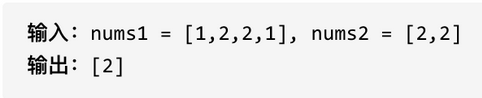 输入：nums1 = [1,2,2,1], nums2 = [2,2]
输出：[2]